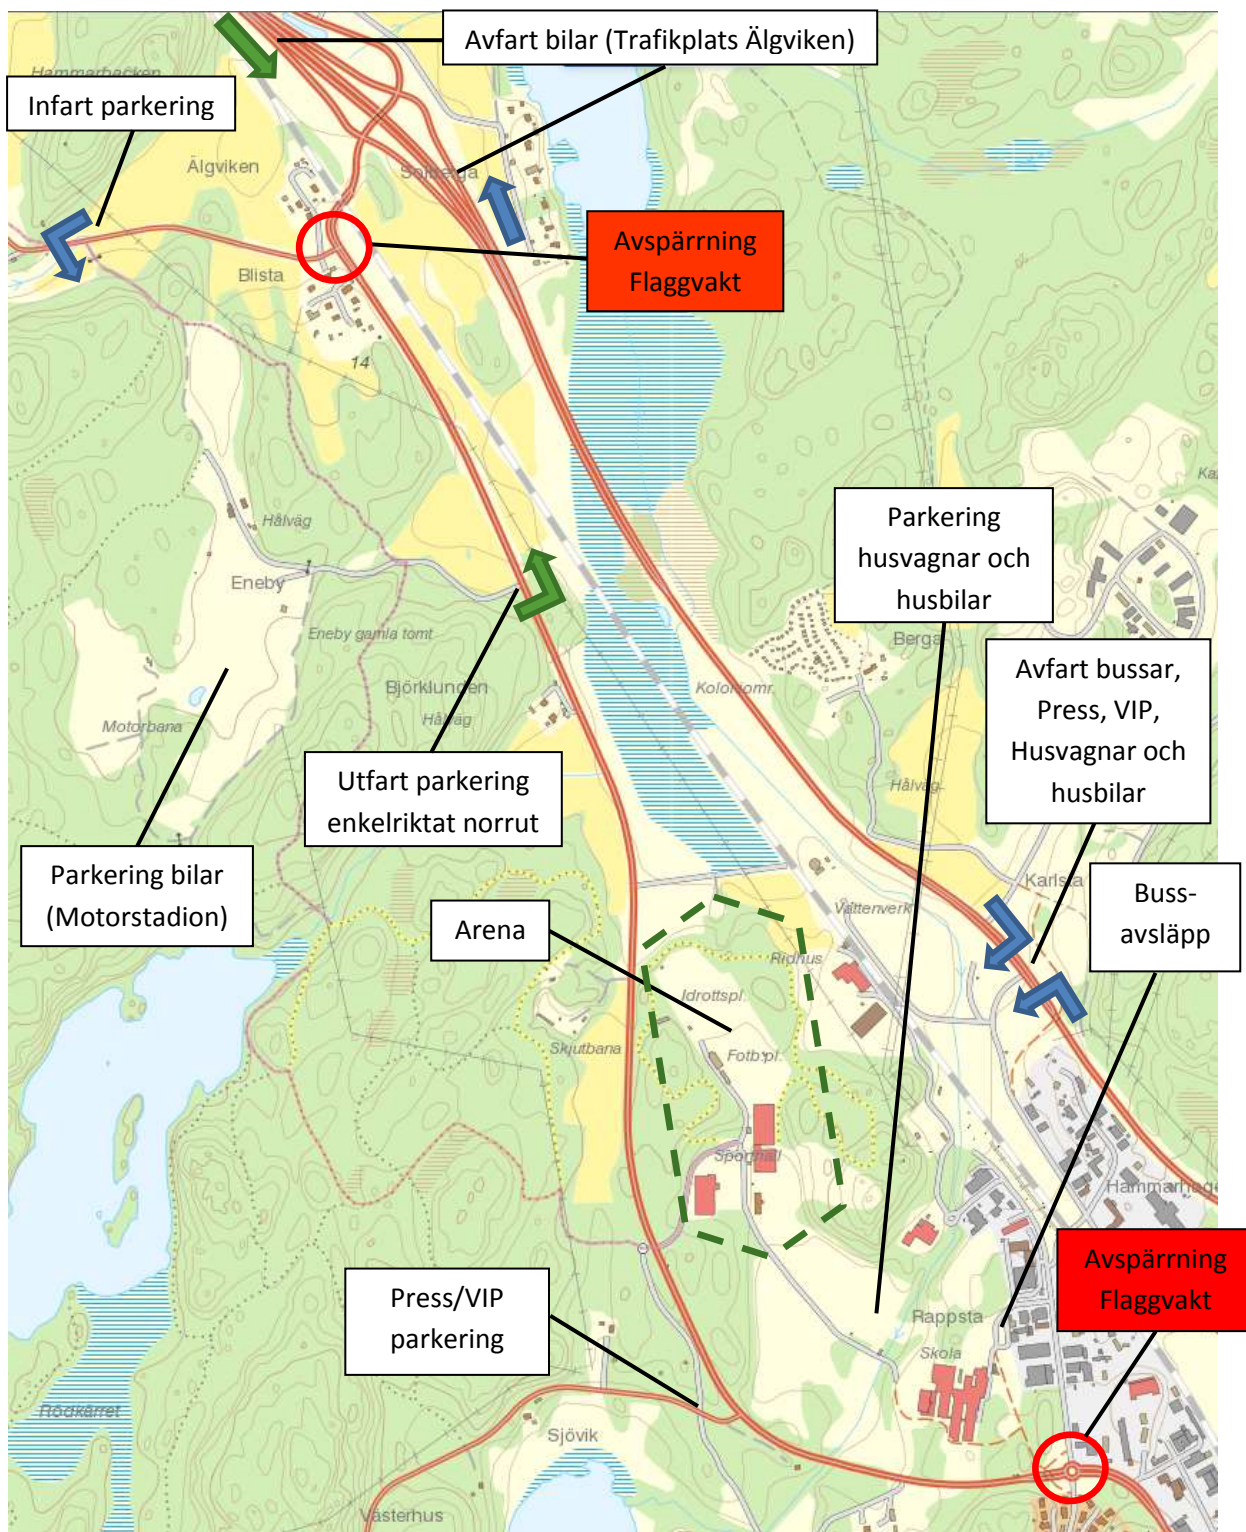 Avfart bilar (Trafikplats Älgviken)
Hammarbacken
Infart parkering
Älgviken
Solberga
Avspärrning
Flaggvakt
Blista
14
Parkering
husvagnar och
husbilar
Hålväg
Eneby
Eneby gamla tomt
Berga
Avfart bussar,
Press, VIP,
Husvagnar och
husbilar
Björklunden
Hålväg
Koloniomr.
Motorbana
Utfart parkering
enkelriktat norrut
Hålväg
Parkering bilar
(Motorstadion)
Karlsta
Buss-
avsläpp
Arena
Vattenverk
Ridhus
Idrottspl.
Skjutbana
Fotb.pl.
Sporthall
Hammarhagen
Avspärrning
Flaggvakt
Press/VIP
parkering
Rappsta
Skola
Rödkärret
Sjövik
Västerhus